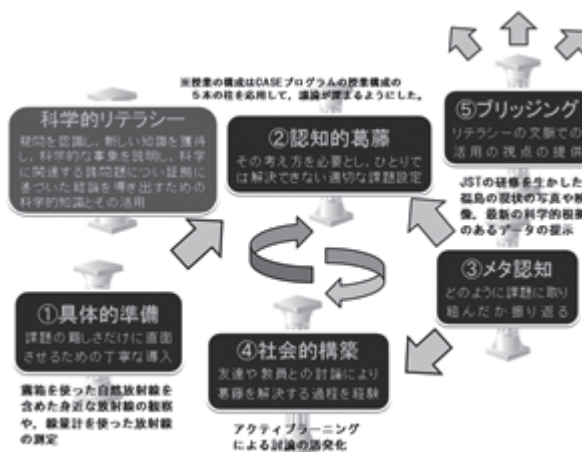 ※授業の構成はCASEプログラムの授業構成の
5本の柱を応用して、議論が深まるようにした。
科学的リテラシー
疑問を認識し、新しい知識を獲得
し、科学的な事象を説明し、科学
に関連する諸問題につい証拠に
基づいた結論を導き出すための
科学的知識とその活用
②認知的葛藤
その考え方を必要とし、ひとりで
は解決できない適切な課題設定
⑤ブリッジング
リテラシーの文脈での
活用の視点の提供
JSTの研修を生かした
福島の現状の写真や映
像、最新の科学的根拠
のあるデータの提示
①具体的準備
課題の難しさだけに直面
させるための丁寧な導入
霧箱を使った自然放射線を
含めた身近な放射線の観察
や、線量計を使った放射線
の測定
④社会的構築
友達や教員との討論により
葛藤を解決する過程を経験
アクティブラーニング
による討論の活発化
③メタ認知
どのように課題に取り
組んだか振り返る